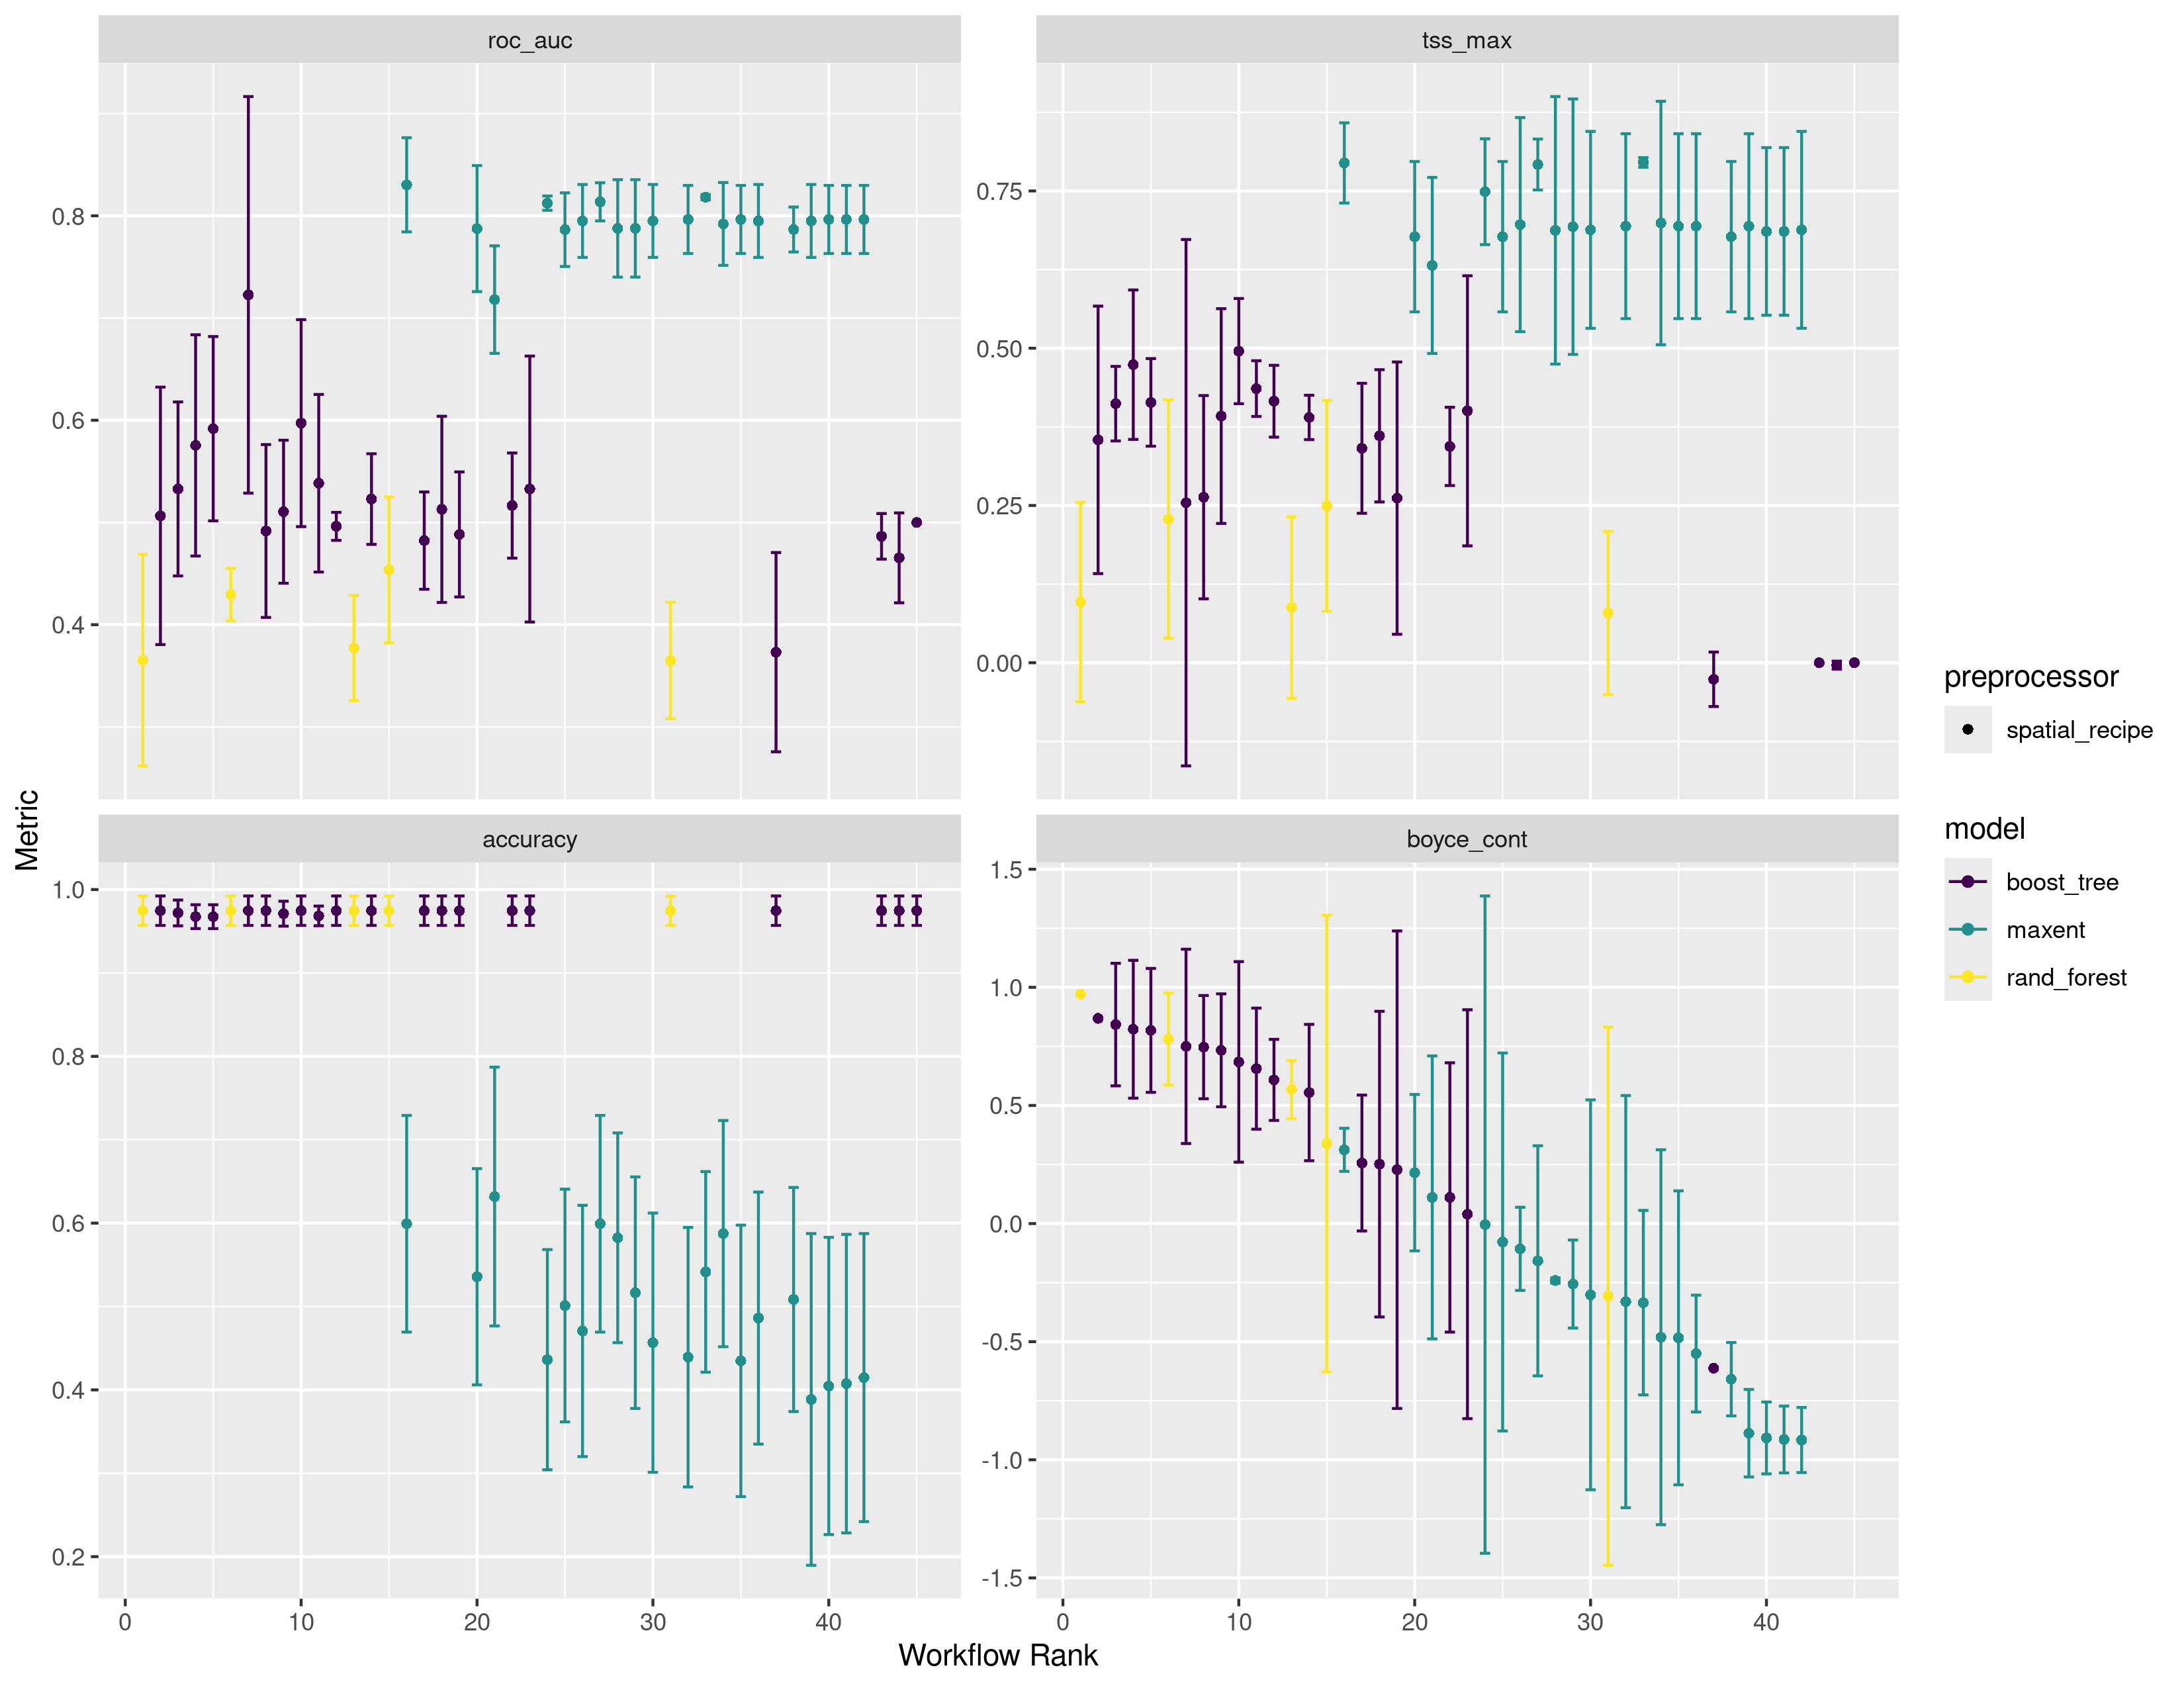 roc_auc
tss_max
0.8
0.6
0.4
0.75
0.50
0.25
0.00
accuracy
boyce_cont
1.0
0.8
0.6
0.4
0.2
1.5
1.0
0.5
0.0
-0.5
-1.0
-1.5
0 10 20 30 40
0 10 20 30 40
Workflow Rank
Metric
preprocessor
spatial_recipe
model
boost_tree
maxent
rand_forest